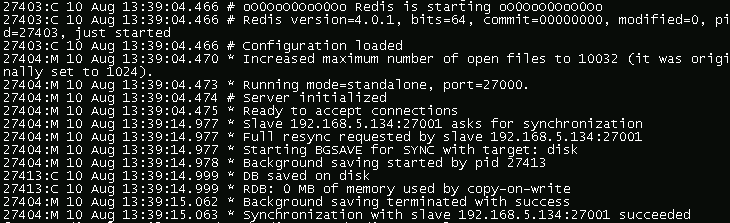 27403:C 10 Aug 13:39:04.466 # oO0OoO0OoO0Oo Redis is starting oO0OoO0OoO0Oo
27403:C 10 Aug 13:39:04.466 # Redis version=4.0.1, bits=64, commit=00000000, modified=0, pi
d=27403, just started
27403:C 10 Aug 13:39:04.466 # Configuration loaded
27404:M 10 Aug 13:39:04.470 * Increased maximum number of open files to 10032 (it was origi
nally set to 1024).
27404:M 10 Aug 13:39:04.473 * Running mode=standalone, port=27000.
27404:M 10 Aug 13:39:04.474 # Server initialized
27404:M 10 Aug 13:39:04.475 * Ready to accept connections
27404:M 10 Aug 13:39:14.977 * Slave 192.168.5.134:27001 asks for synchronization
27404:M 10 Aug 13:39:14.977 * Full resync requested by slave 192.168.5.134:27001
27404:M 10 Aug 13:39:14.977 * Starting BGSAVE for SYNC with target: disk
27404:M 10 Aug 13:39:14.978 * Background saving started by pid 27413
27413:C 10 Aug 13:39:14.999 * DB saved on disk
27413:C 10 Aug 13:39:14.999 * RDB: 0 MB of memory used by copy-on-write
27404:M 10 Aug 13:39:15.062 * Background saving terminated with success
27404:M 10 Aug 13:39:15.063 * Synchronization with slave 192.168.5.134:27001 succeeded